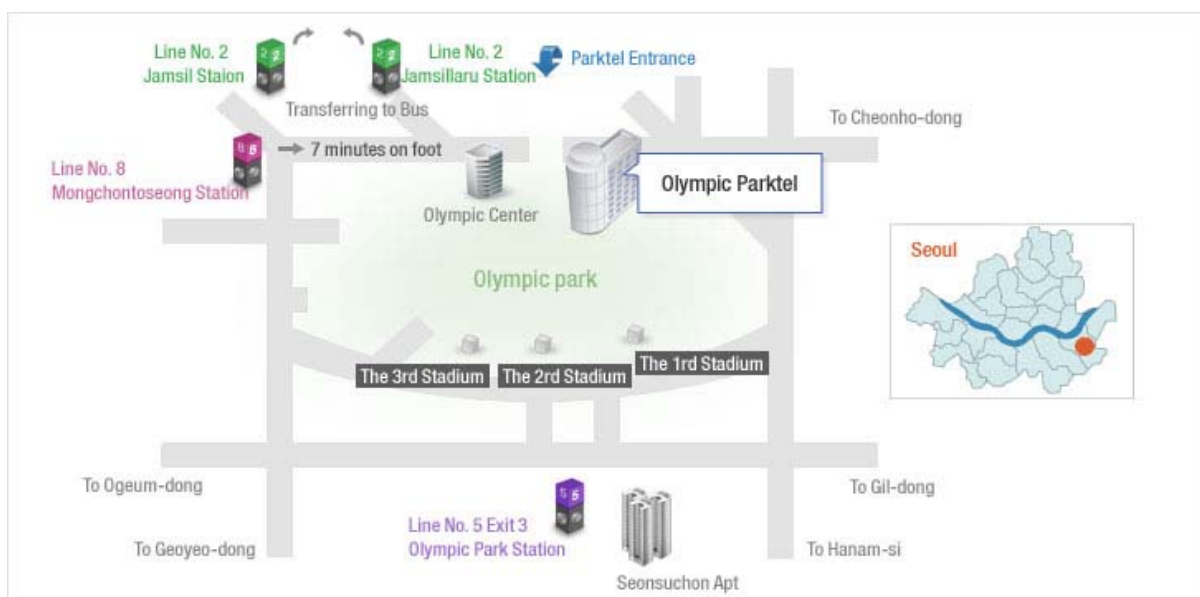 Line No. 2
Jamsil Staion
Line No. 2
Jamsillaru Station
Parktel Entrance
Transferring to Bus
To Cheonho-dong
7 minutes on foot
Line No. 8
Mongchontoseong Station
Olympic Parktel
Olympic Center
Seoul
Olympic park
The 3rd Stadium
The 2rd Stadium
The 1rd Stadium
To Ogeum-dong
To Gil-dong
Line No. 5 Exit 3
Olympic Park Station
To Geoyeo-dong
To Hanam-si
Seonsuchon Apt